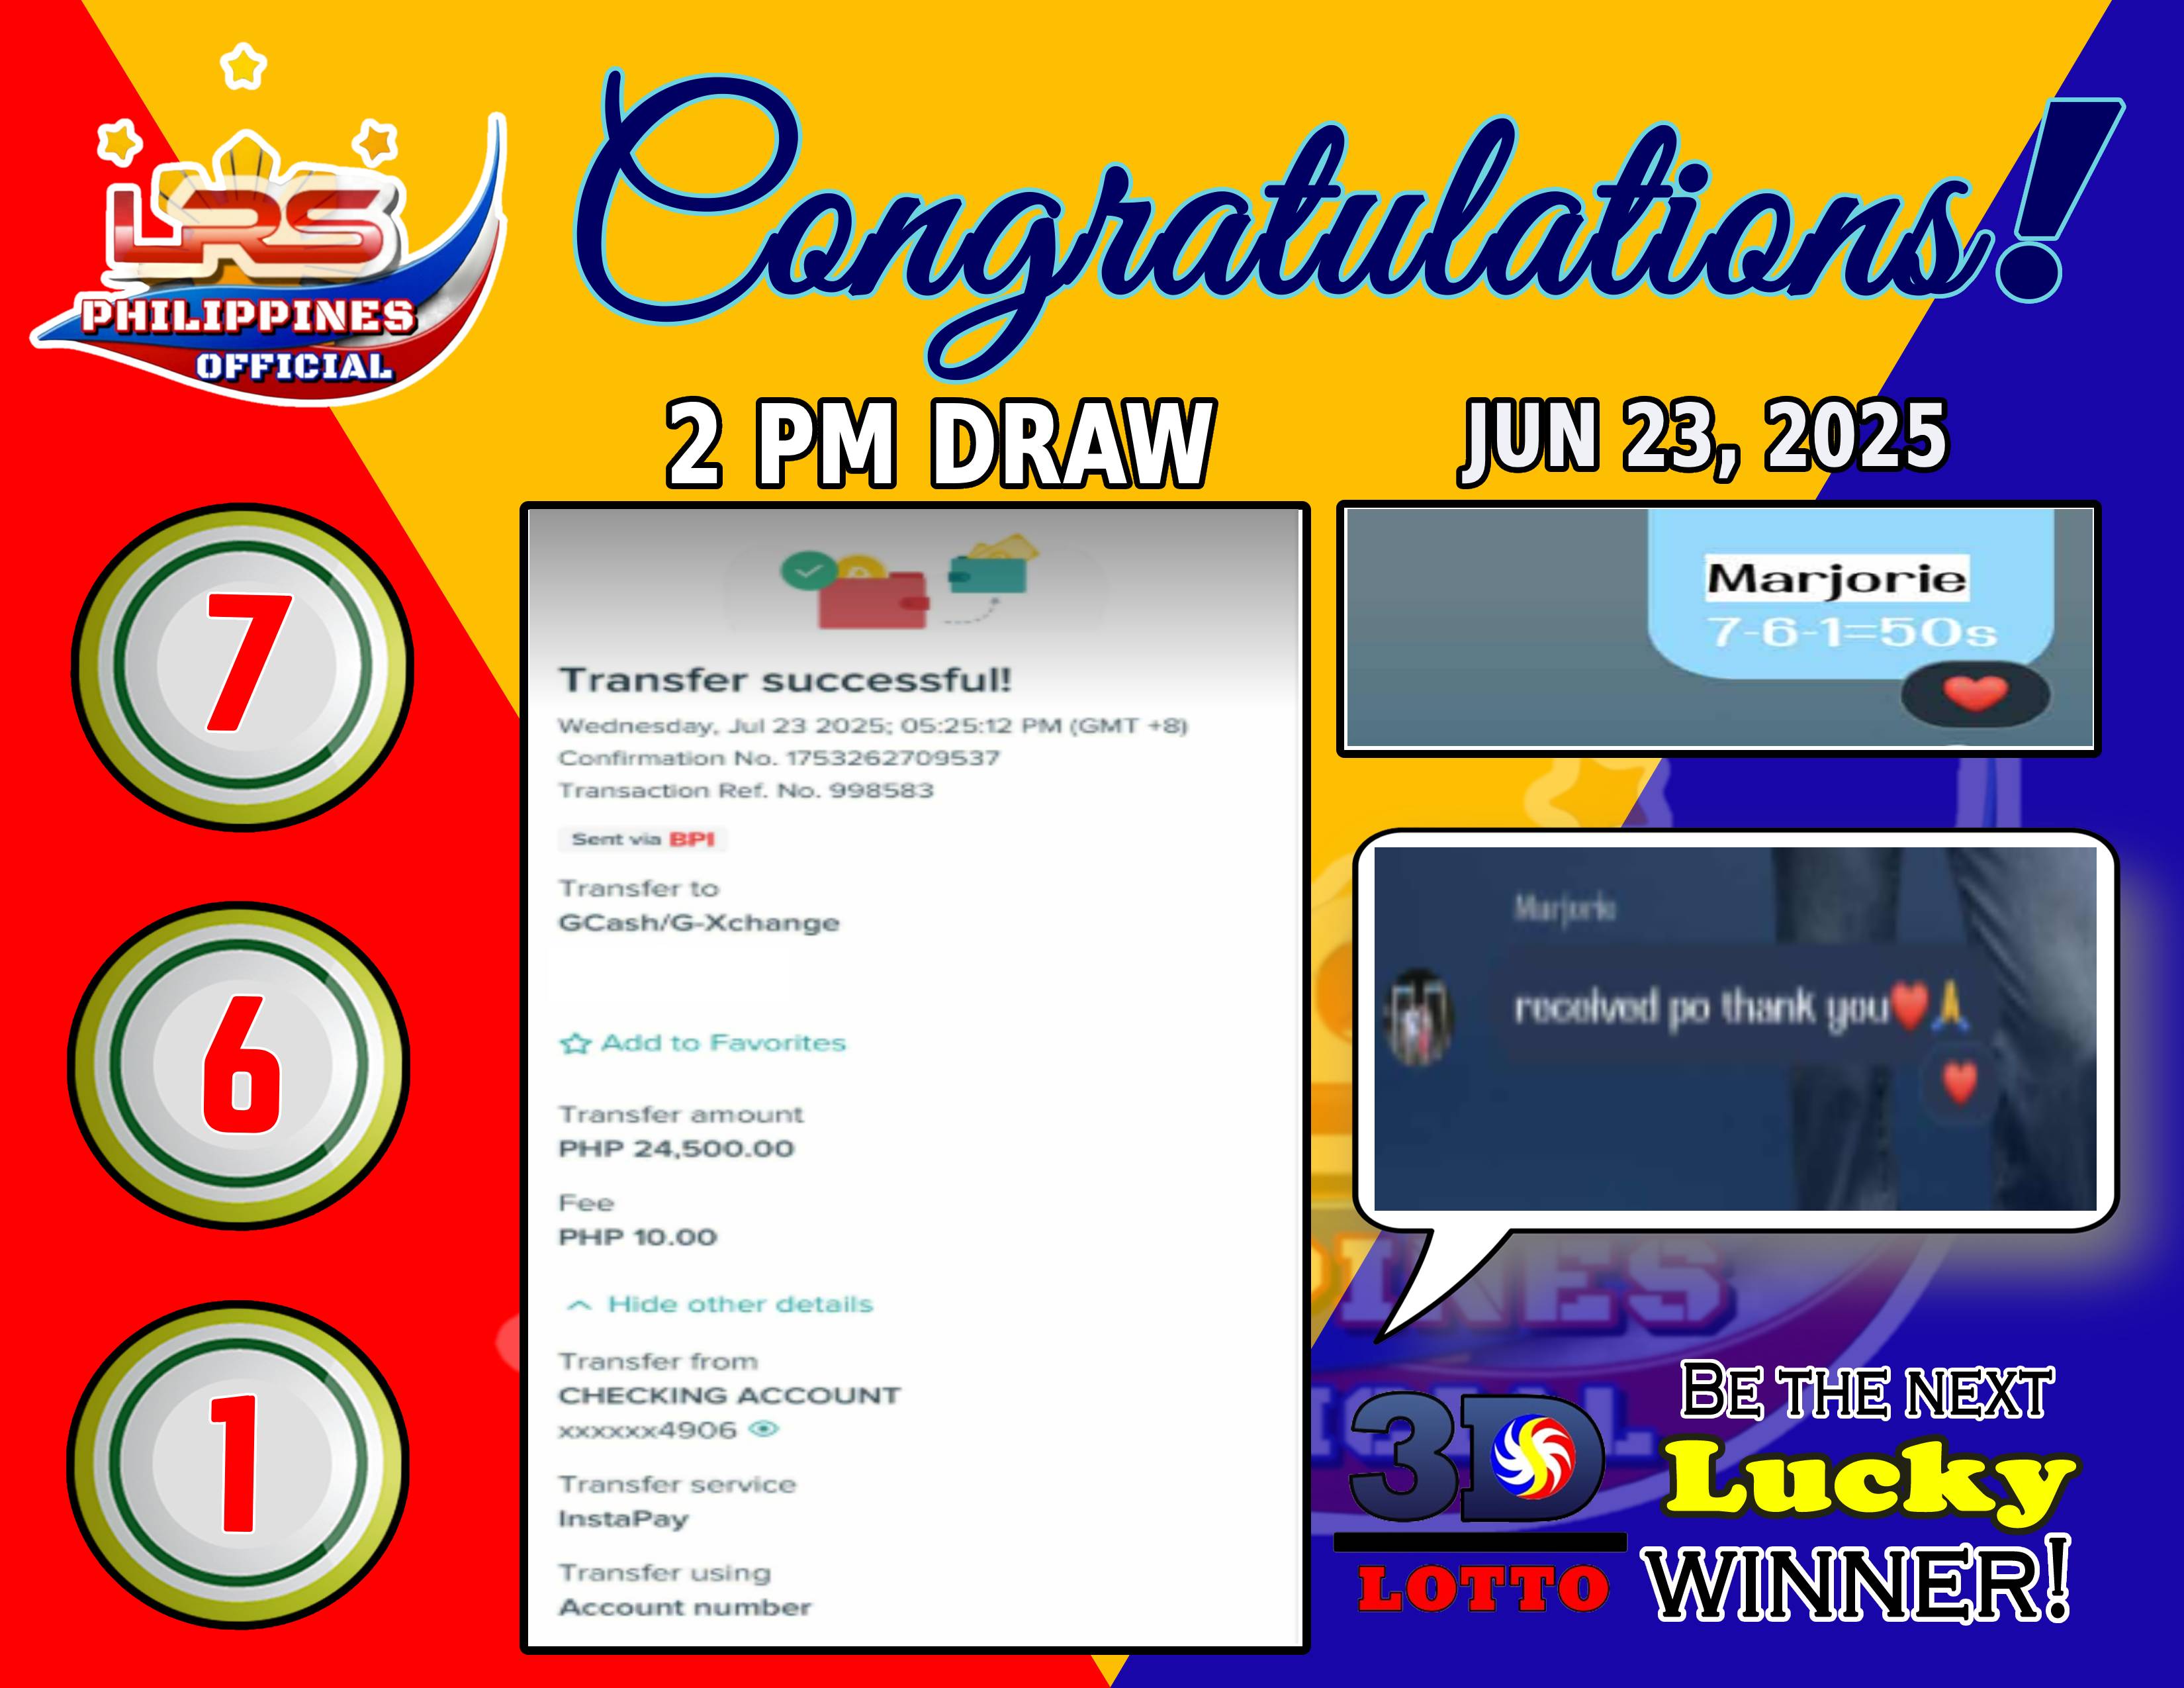 LRS
PHILIPPINES
OFFICIAL
Congratulations!
2 PM DRAW
JUN 23, 2025
7
6
1
Transfer successful!
Wednesday, Jul 23 2025; 05:25:12 PM (GMT +8)
Confirmation No. 1753262709537
Transaction Ref. No. 998583
Sent via BPI
Transfer to
GCash/G-Xchange
Add to Favorites
Transfer amount
PHP 24,500.00
Fee
PHP 10.00
Hide other details
Transfer from
CHECKING ACCOUNT
xxxxxx4906
Transfer service
InstaPay
Transfer using
Account number
Marjorie
7-6-1=50s
Marjorie
received po thank you
3D
LOTTO
BE THE NEXT
Lucky
WINNER!